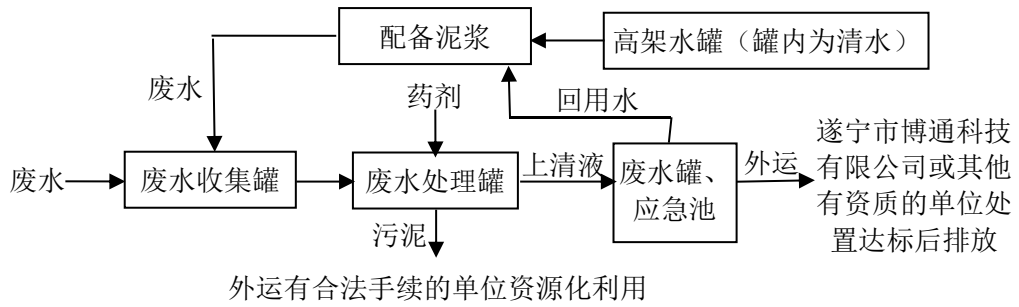 配备泥浆
高架水罐（罐内为清水）
废水
药剂
回用水
遂宁市博通科技
有限公司或其他
有资质的单位处
置达标后排放
废水
废水收集罐
废水处理罐
上清液
废水罐、
应急池
外运
污泥
外运有合法手续的单位资源化利用